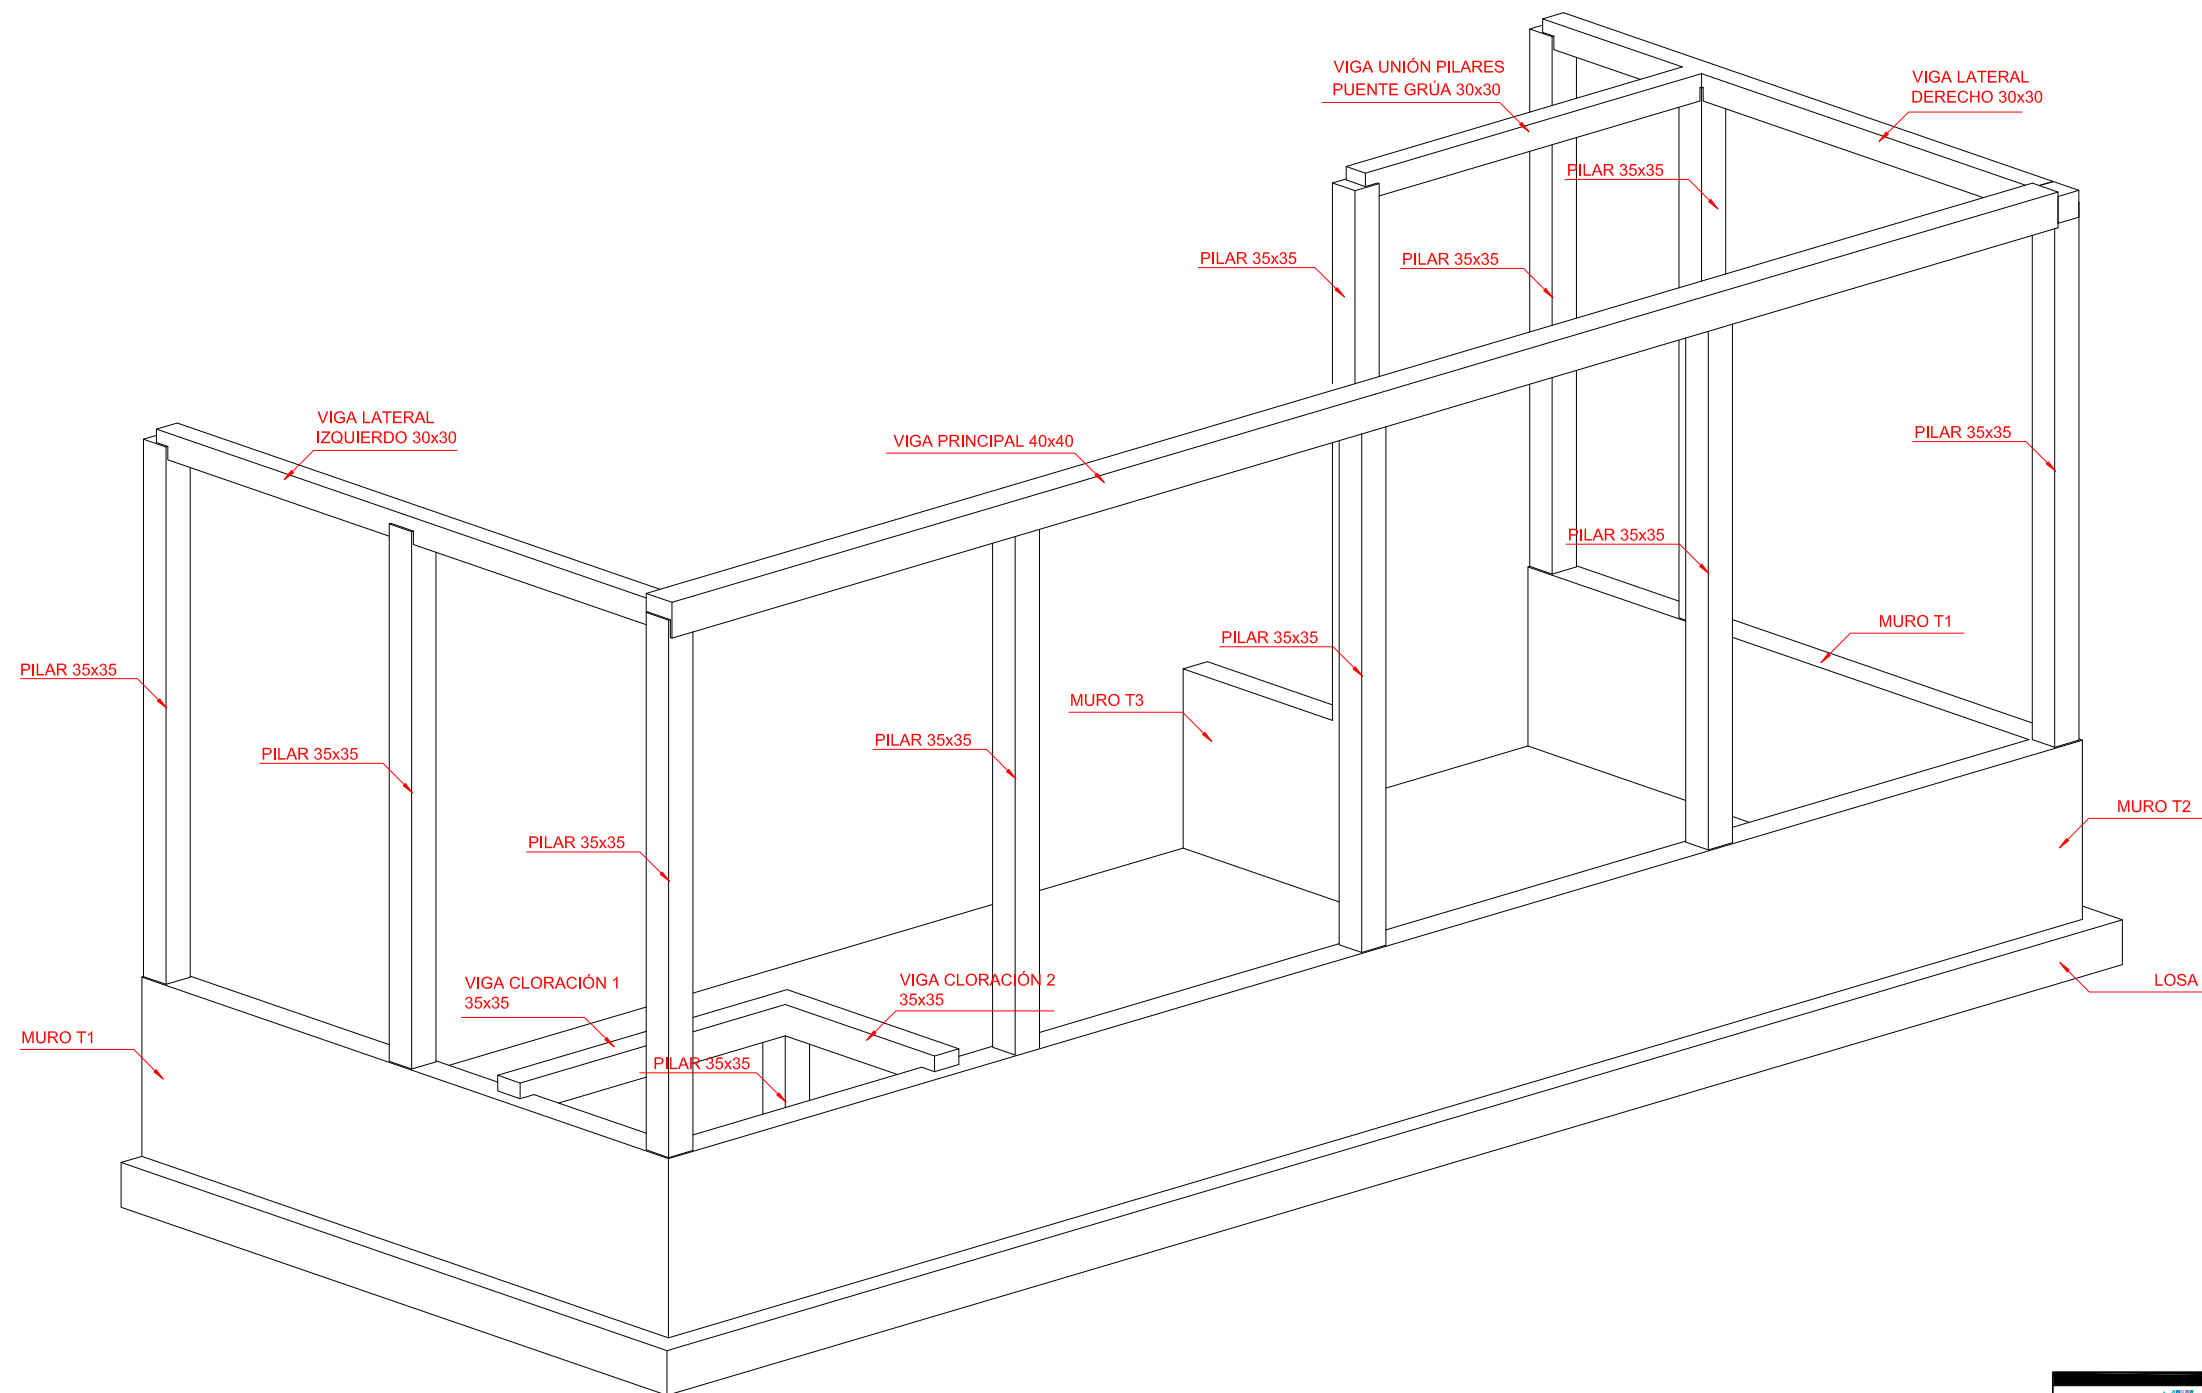 VIGA UNIÓN PILARES
PUENTE GRÚA 30x30
VIGA LATERAL
DERECHO 30x30
PILAR 35x35
PILAR 35x35
PILAR 35x35
VIGA LATERAL
IZQUIERDO 30x30
VIGA PRINCIPAL 40x40
PILAR 35x35
PILAR 35x35
MURO T1
PILAR 35x35
PILAR 35x35
MURO T3
PILAR 35x35
PILAR 35x35
MURO T2
PILAR 35x35
VIGA CLORACIÓN 1
35x35
VIGA CLORACIÓN 2
35x35
LOSA
MURO T1
PILAR 35x35